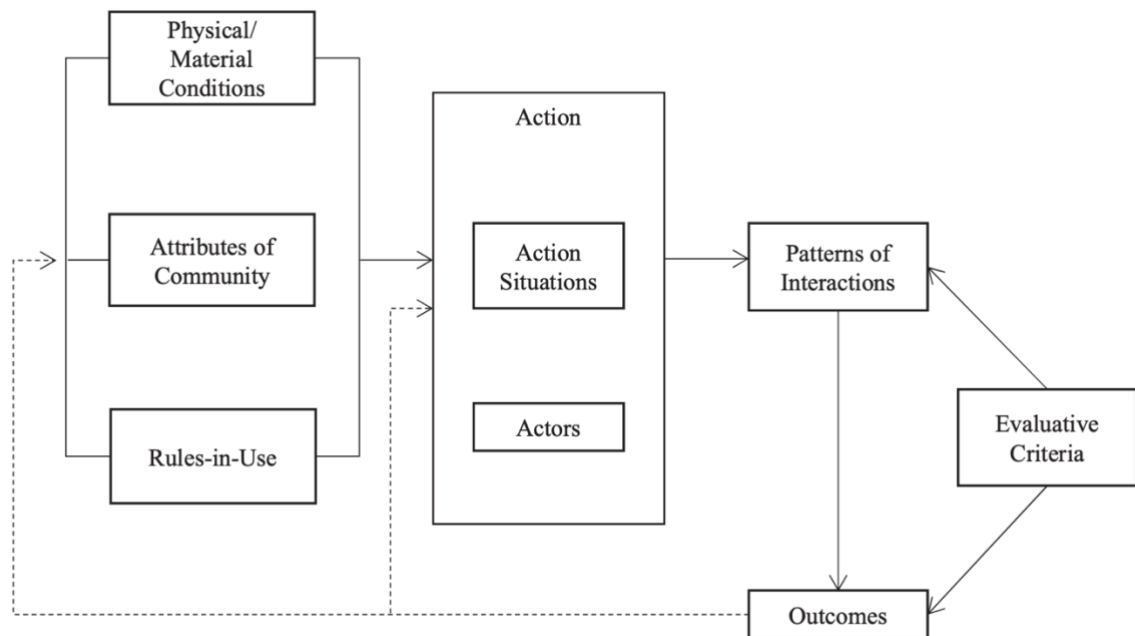 Physical/
Material
Conditions
Attributes of
Community
Rules-in-Use
Action
Action
Situations
Actors
Patterns of
Interactions
Outcomes
Evaluative
Criteria